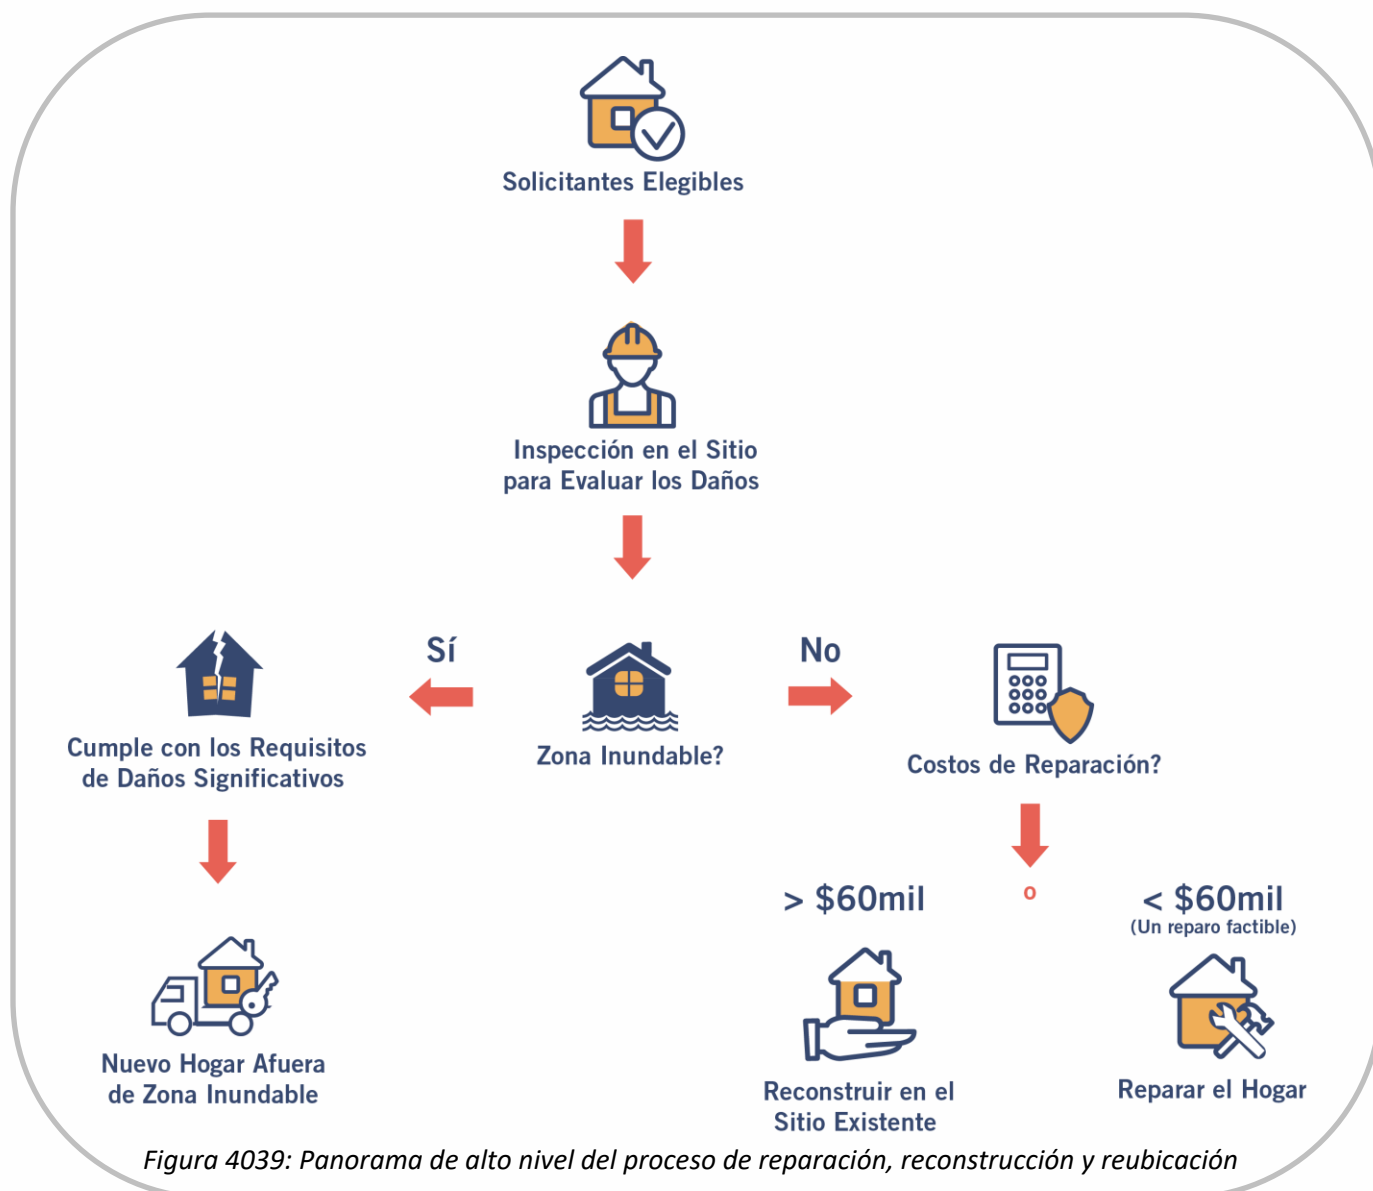 Solicitantes Elegibles
Inspección en el Sitio
para Evaluar los Daños
Sí
No
Cumple con los Requisitos
de Daños Significativos
Zona Inundable?
Costos de Reparación?
> $60mil
o
< $60mil
(Un reparo factible)
Nuevo Hogar Afuera
de Zona Inundable
Reconstruir en el
Sitio Existente
Reparar el Hogar
Figura 4039: Panorama de alto nivel del proceso de reparación, reconstrucción y reubicación